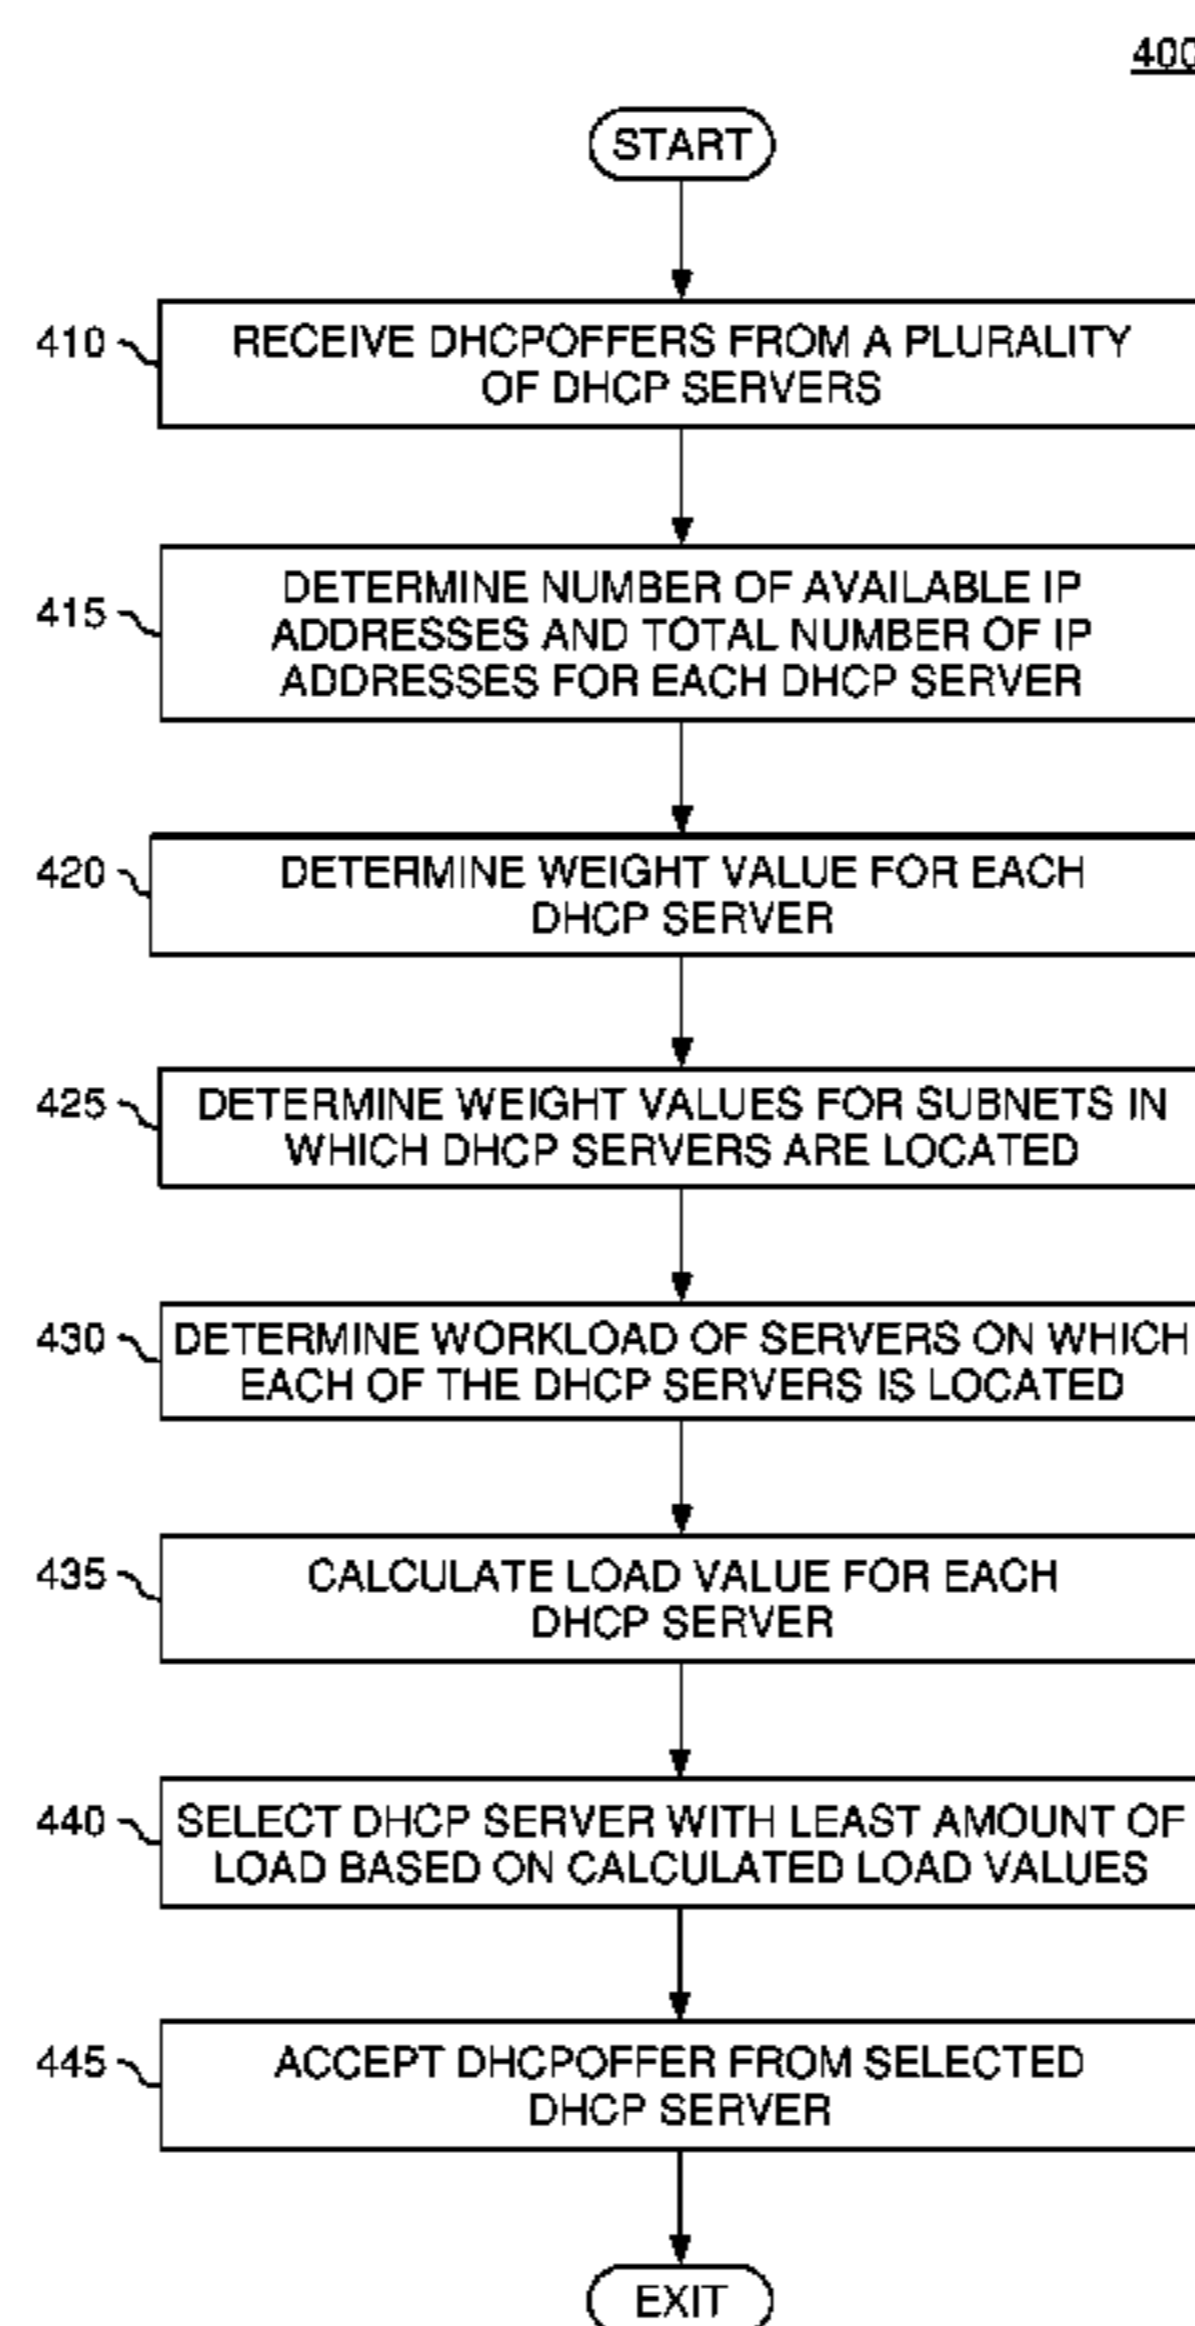 400
START
410
RECEIVE DHCPOFFERS FROM A PLURALITY
OF DHCP SERVERS
415
DETERMINE NUMBER OF AVAILABLE IP
ADDRESSES AND TOTAL NUMBER OF IP
ADDRESSES FOR EACH DHCP SERVER
420
DETERMINE WEIGHT VALUE FOR EACH
DHCP SERVER
425
DETERMINE WEIGHT VALUES FOR SUBNETS IN
WHICH DHCP SERVERS ARE LOCATED
430
DETERMINE WORKLOAD OF SERVERS ON WHICH
EACH OF THE DHCP SERVERS IS LOCATED
435
CALCULATE LOAD VALUE FOR EACH
DHCP SERVER
440
SELECT DHCP SERVER WITH LEAST AMOUNT OF
LOAD BASED ON CALCULATED LOAD VALUES
445
ACCEPT DHCPOFFER FROM SELECTED
DHCP SERVER
EXIT